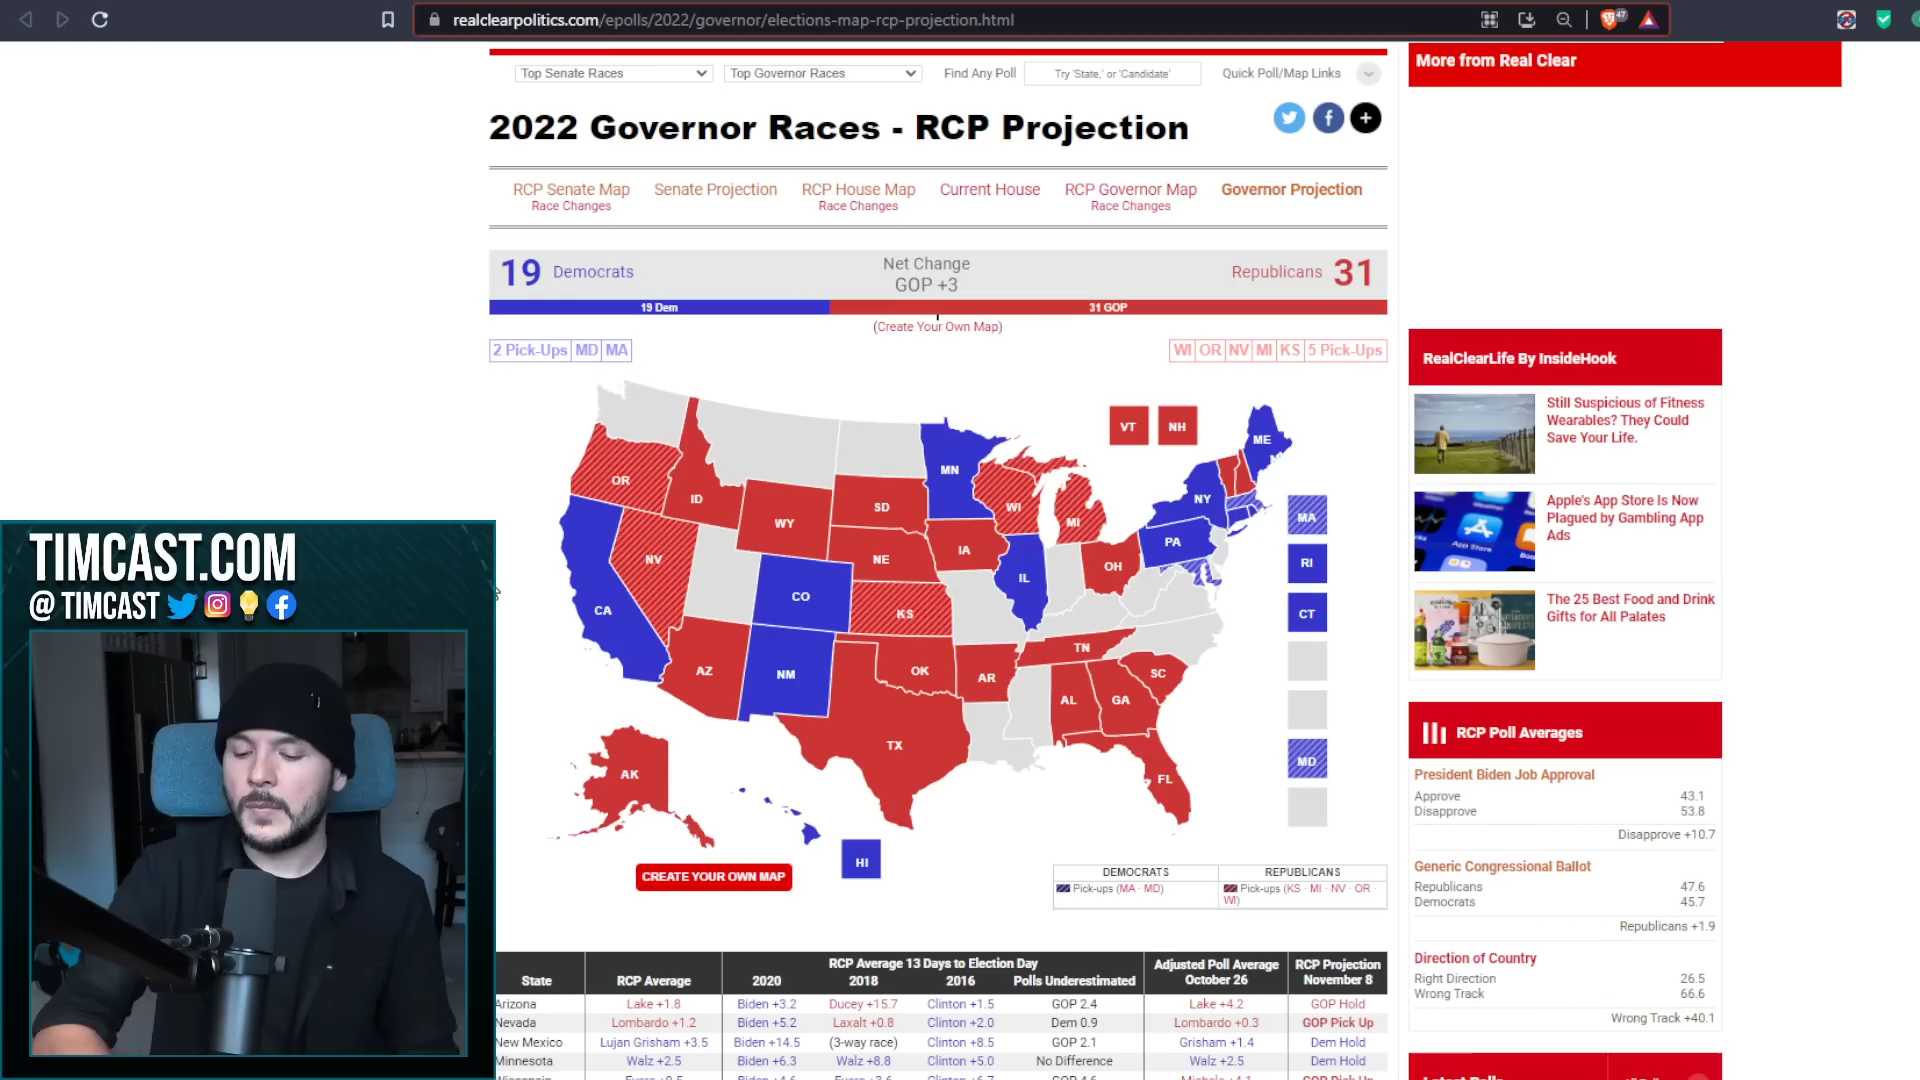 realclearpolitics.com/epolls/2022/governor/elections-map-rcp-projection.html
47
More from Real Clear
Top Senate Races
Top Governor Races
Find Any Poll
Try 'State,' or 'Candidate'
Quick Poll/Map Links
2022 Governor Races - RCP Projection
RCP Senate Map Senate Projection RCP House Map Current House RCP Governor Map Governor Projection
Race Changes Race Changes Race Changes
19 Democrats
Net Change
GOP +3
Republicans 31
19 Dem 31 GOP
(Create Your Own Map)
2 Pick-Ups MD MA
WI OR NV MI KS 5 Pick-Ups
VT NH
ME
MN
OR
ID
WY
SD
WI
MI
NY
MA
NV
NE
IA
IL
OH
PA
RI
CA
CO
KS
CT
AZ
NM
OK
AR
TN
SC
AL
GA
TX
FL
MD
AK
HI
CREATE YOUR OWN MAP
DEMOCRATS REPUBLICANS
Pick-ups (MA · MD)
Pick-ups (KS · MI · NV · OR ·
WI)
RCP Average 13 Days to Election Day
State RCP Average 2020 2018 2016 Polls Underestimated
Adjusted Poll Average
October 26
RCP Projection
November 8
Arizona Lake +1.8 Biden +3.2 Ducey +15.7 Clinton +1.5 GOP 2.4 Lake +4.2 GOP Hold
Nevada Lombardo +1.2 Biden +5.2 Laxalt +0.8 Clinton +2.0 Dem 0.9 Lombardo +0.3 GOP Pick Up
New Mexico Lujan Grisham +3.5 Biden +14.5 (3-way race) Clinton +8.5 GOP 2.1 Grisham +1.4 Dem Hold
Minnesota Walz +2.5 Biden +6.3 Walz +8.8 Clinton +5.0 No Difference Walz +2.5 Dem Hold
RealClearLife By InsideHook
Still Suspicious of Fitness
Wearables? They Could
Save Your Life.
Apple's App Store Is Now
Plagued by Gambling App
Ads
App Store
The 25 Best Food and Drink
Gifts for All Palates
RCP Poll Averages
President Biden Job Approval
Approve 43.1
Disapprove 53.8
Disapprove +10.7
Generic Congressional Ballot
Republicans 47.6
Democrats 45.7
Republicans +1.9
Direction of Country
Right Direction 26.5
Wrong Track 66.6
Wrong Track +40.1
TIMCAST.COM
@ TIMCAST